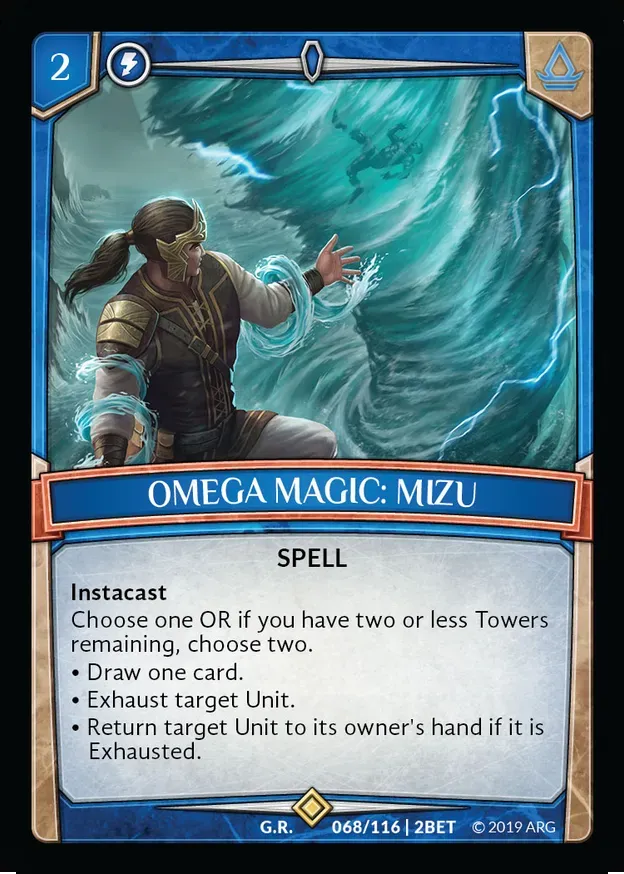 2
OMEGA MAGIC: MIZU
SPELL
Instacast
Choose one OR if you have two or less Towers
remaining, choose two.
• Draw one card.
• Exhaust target Unit.
• Return target Unit to its owner's hand if it is
Exhausted.
G.R. 068/116 | 2BET © 2019 ARG